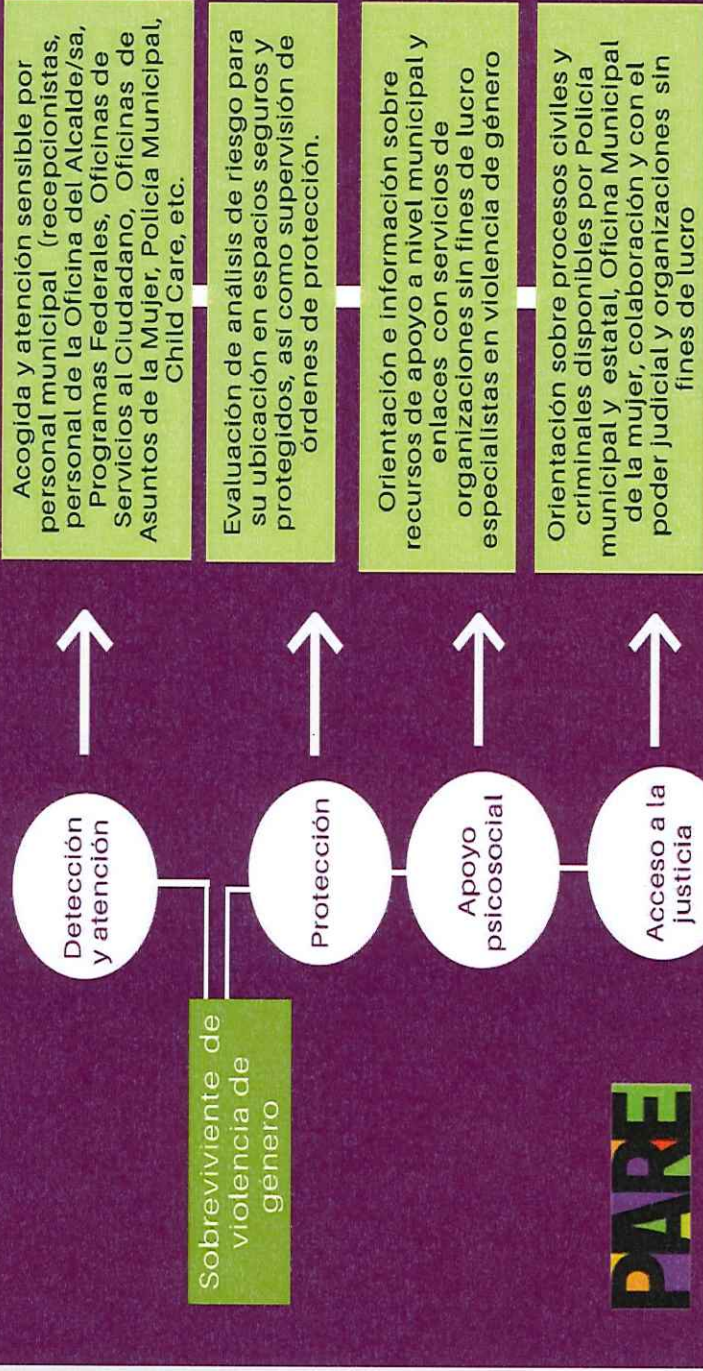 Sobreviviente de
violencia de
género
Detección
y atención
Acogida y atención sensible por
personal municipal (recepcionistas,
personal de la Oficina del Alcalde/sa,
Programas Federales, Oficinas de
Servicios al Ciudadano, Oficinas de
Asuntos de la Mujer, Policía Municipal,
Child Care, etc.
Protección
Evaluación de análisis de riesgo para
su ubicación en espacios seguros y
protegidos, así como supervisión de
órdenes de protección.
Apoyo
psicosocial
Orientación e información sobre
recursos de apoyo a nivel municipal y
enlaces con servicios de
organizaciones sin fines de lucro
especialistas en violencia de género
Acceso a la
justicia
Orientación sobre procesos civiles y
criminales disponibles por Policía
municipal y estatal, Oficina Municipal
de la mujer, colaboración y con el
poder judicial y organizaciones sin
fines de lucro
PARE